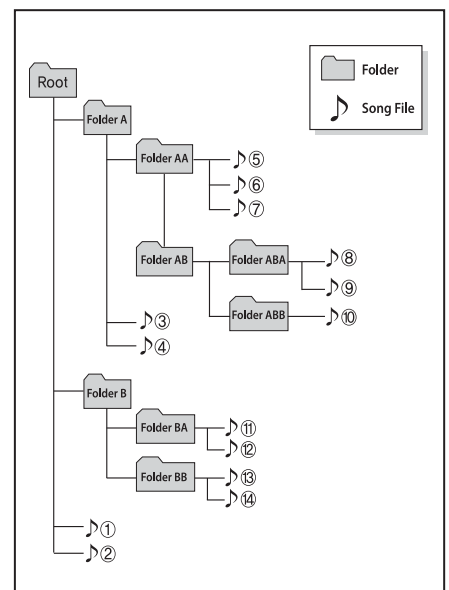 Folder
Song File
Root
Folder A
Folder AA
⑤
⑥
⑦
Folder AB
Folder ABA
⑧
⑨
Folder ABB
⑩
③
④
Folder B
Folder BA
⑪
⑫
Folder BB
⑬
⑭
①
②